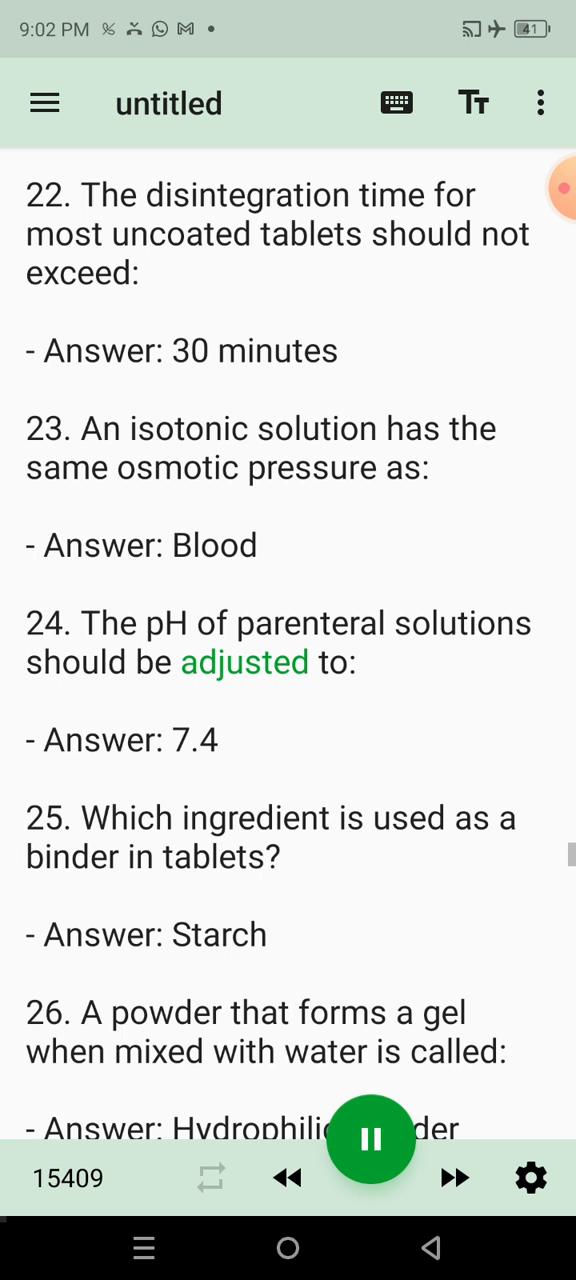 9:02 PM
41
untitled
22. The disintegration time for
most uncoated tablets should not
exceed:
- Answer: 30 minutes
23. An isotonic solution has the
same osmotic pressure as:
- Answer: Blood
24. The pH of parenteral solutions
should be adjusted to:
- Answer: 7.4
25. Which ingredient is used as a
binder in tablets?
- Answer: Starch
26. A powder that forms a gel
when mixed with water is called:
- Answer:
15409